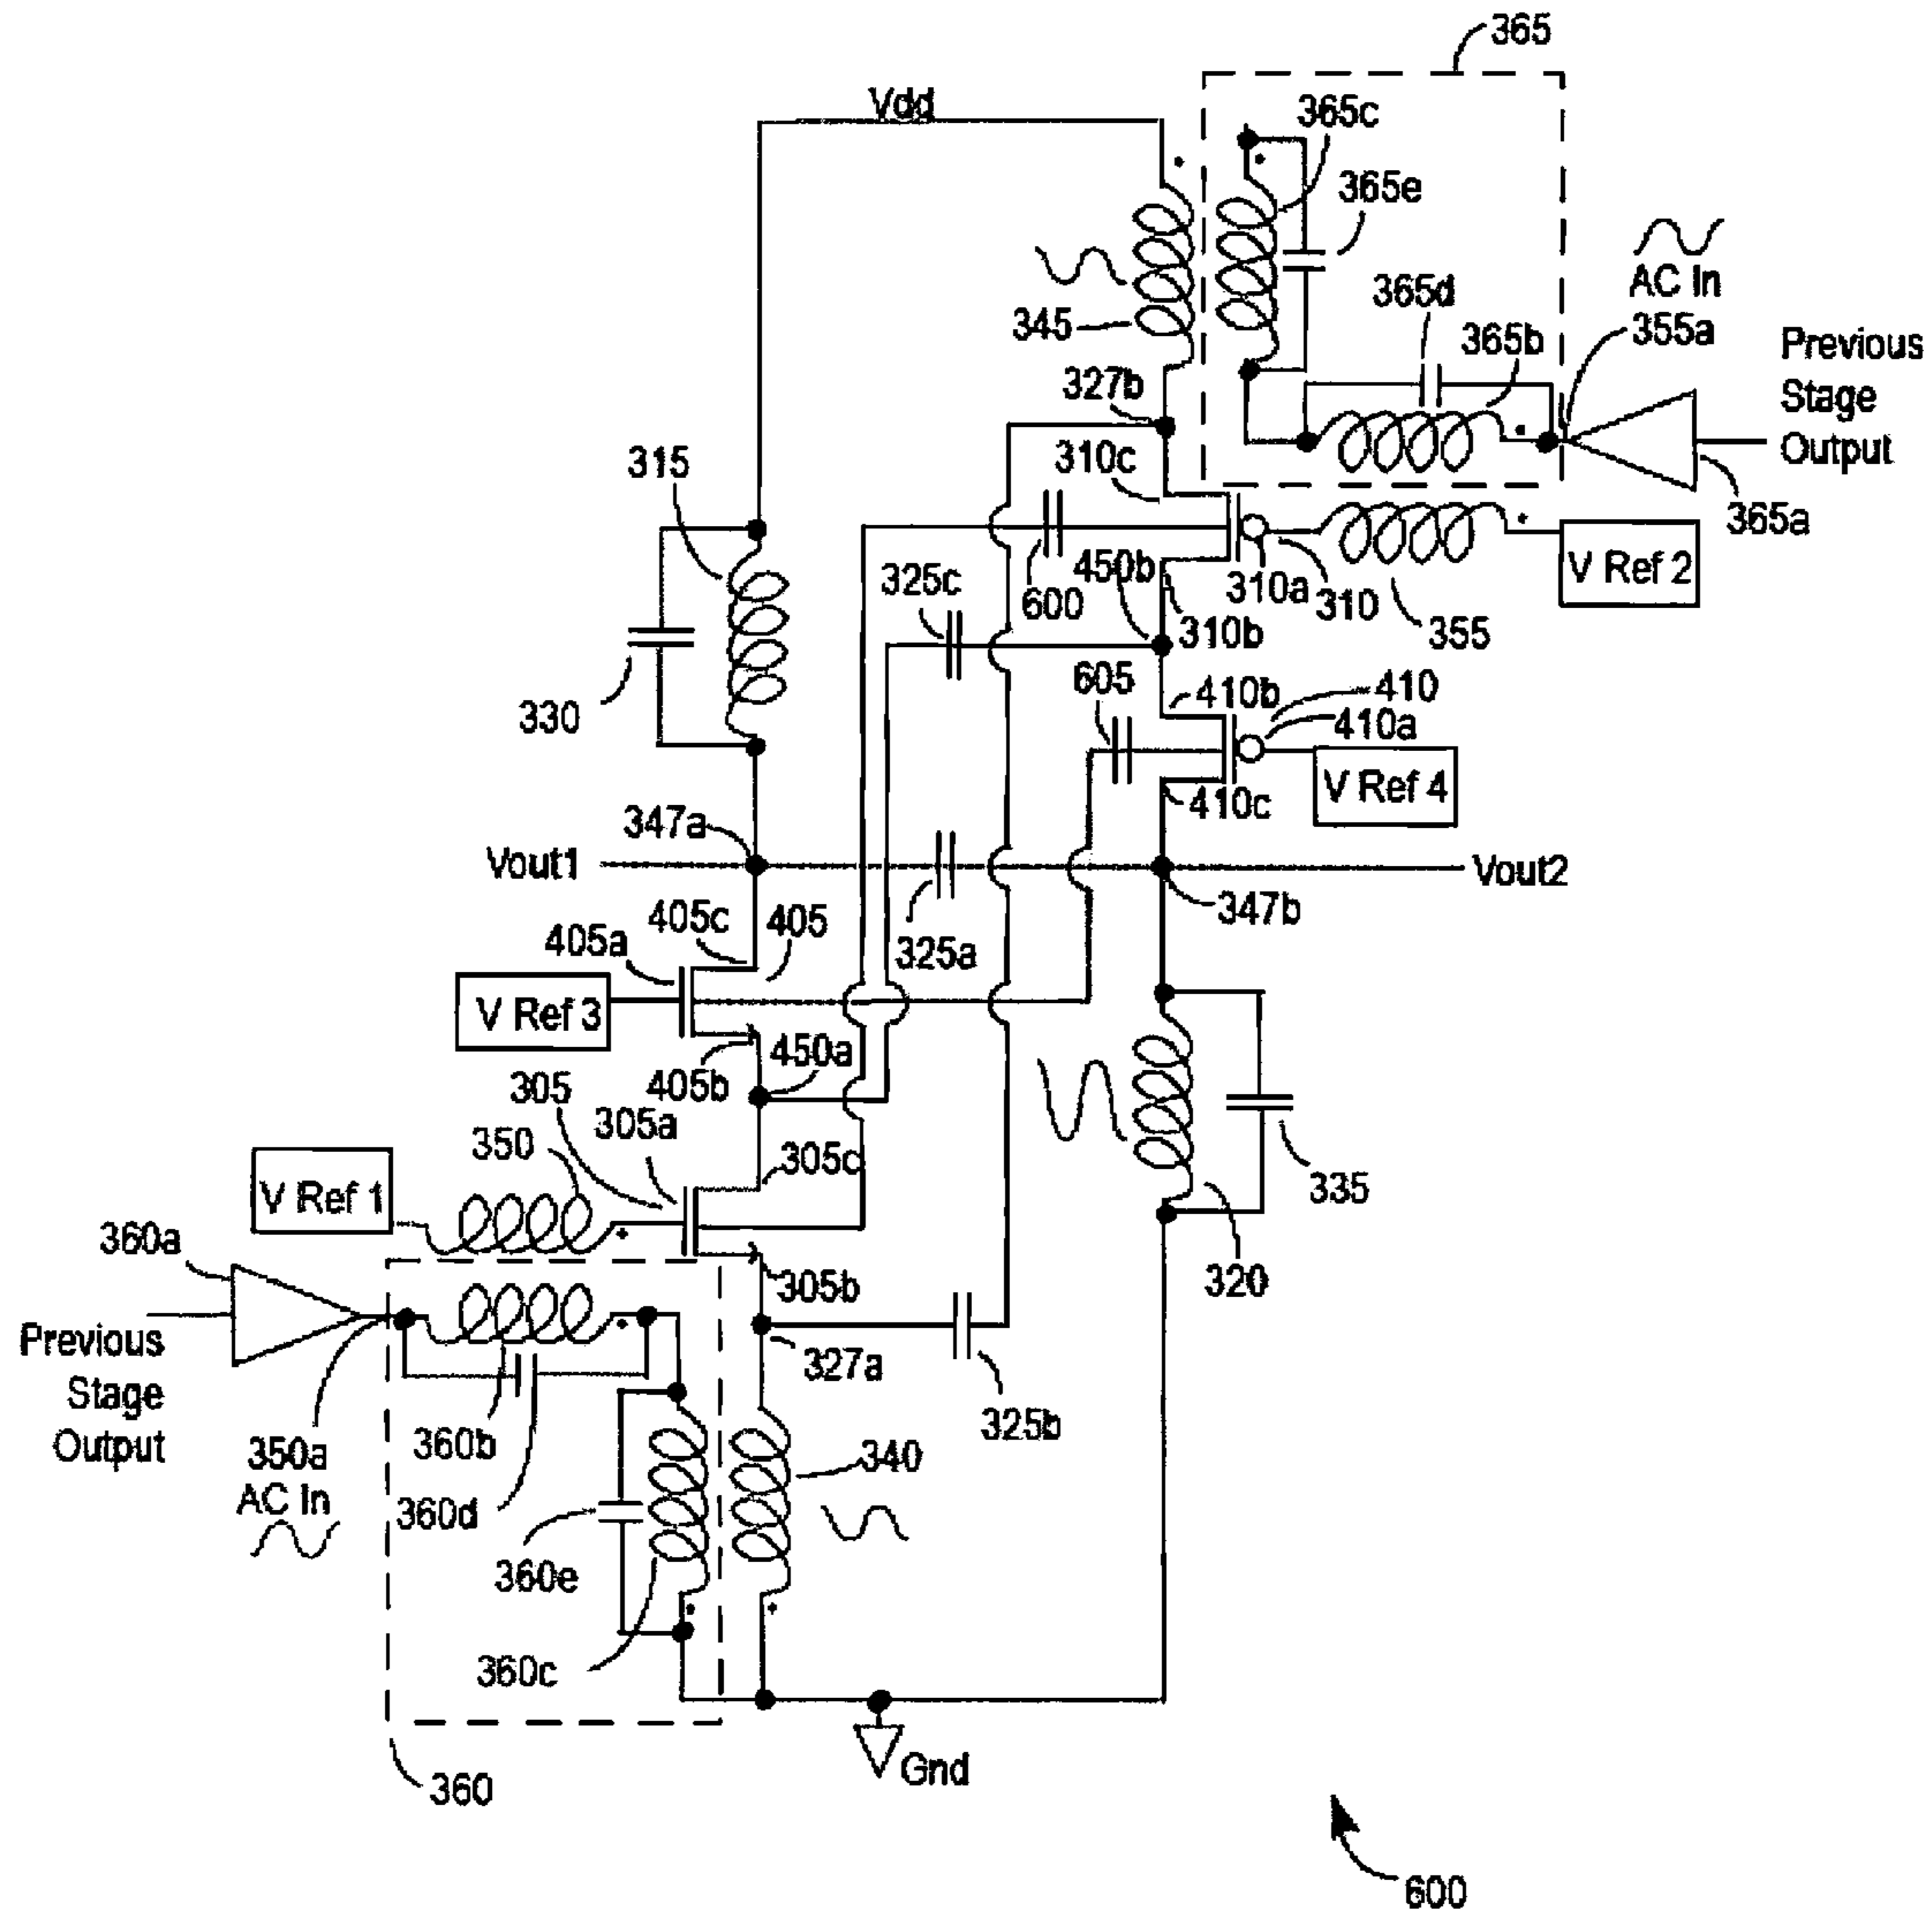 365
Vdd
365c
365e
AC In
365d
345
365b
355a
Previous
Stage
Output
327b
315
310c
365a
V Ref 2
325c
450b
600
310a
310
310b
355
330
605
410b
410
410a
V Ref 4
410c
347a
Vout1
Vout2
347b
405c
405
405a
325a
V Ref 3
450a
405b
305
305a
350
305c
V Ref 1
335
360a
305b
320
Previous
Stage
Output
327a
325b
350a
360b
340
AC In
360d
360e
360c
Gnd
360
600